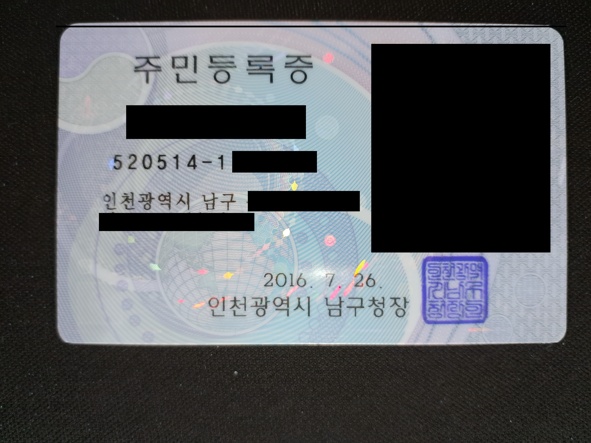 주민등록증
520514-1
인천광역시 남구
2016. 7. 26.
인천광역시 남구청장